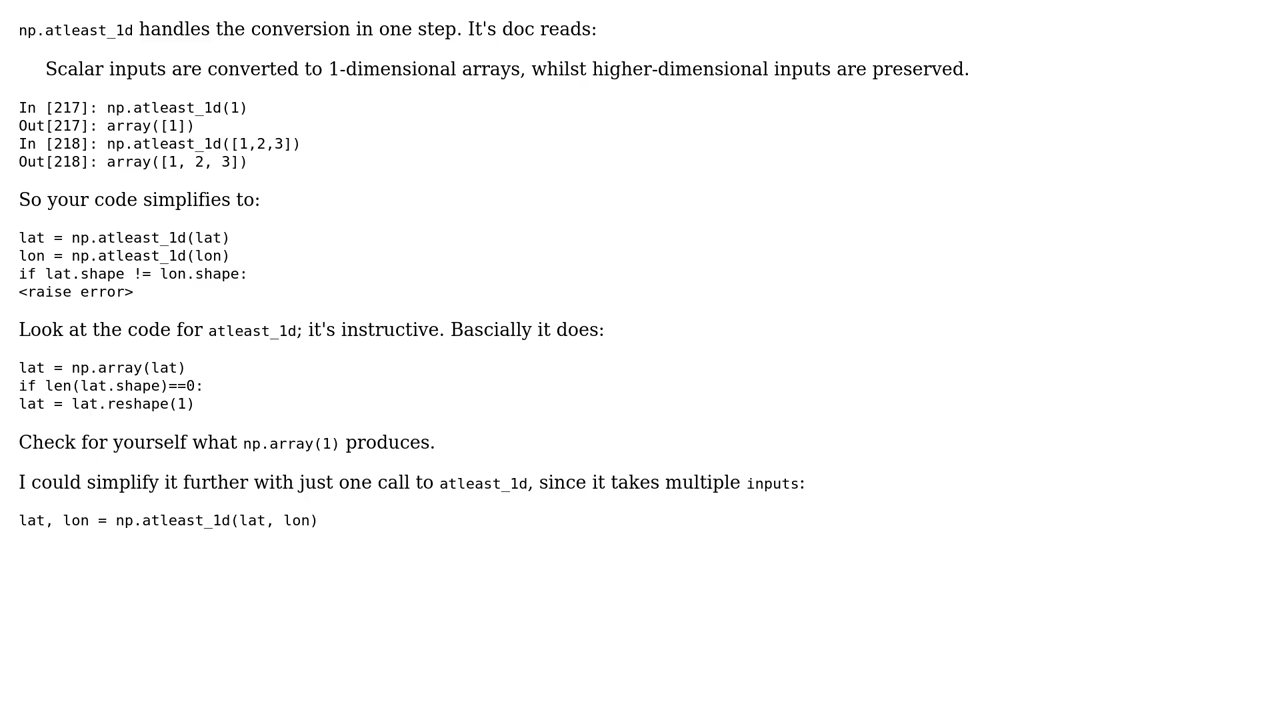 np.atleast_1d handles the conversion in one step. It's doc reads:
Scalar inputs are converted to 1-dimensional arrays, whilst higher-dimensional inputs are preserved.
In [217]: np.atleast_1d(1)
Out[217]: array([1])
In [218]: np.atleast_1d([1,2,3])
Out[218]: array([1, 2, 3])
So your code simplifies to:
lat = np.atleast_1d(lat)
lon = np.atleast_1d(lon)
if lat.shape != lon.shape:
<raise error>
Look at the code for atleast_1d; it's instructive. Bascially it does:
lat = np.array(lat)
if len(lat.shape)==0:
lat = lat.reshape(1)
Check for yourself what np.array(1) produces.
I could simplify it further with just one call to atleast_1d, since it takes multiple inputs:
lat, lon = np.atleast_1d(lat, lon)